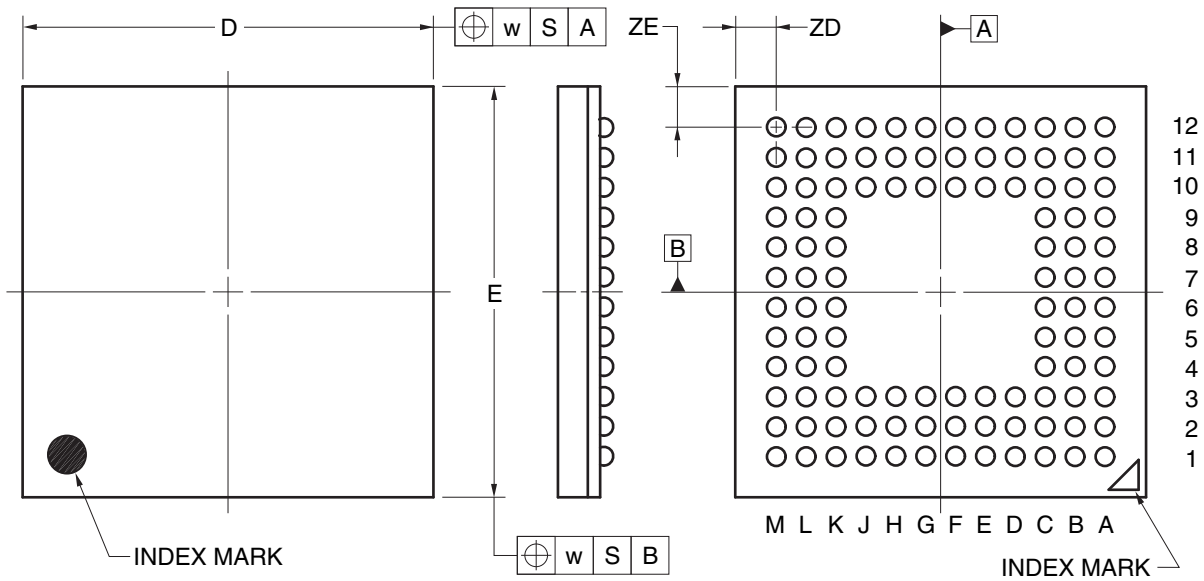 D
⌖ w S A
ZE
ZD
A
12
11
10
9
8
7
6
5
4
3
2
1
B
E
M L K J H G F E D C B A
INDEX MARK
⌖ w S B
INDEX MARK